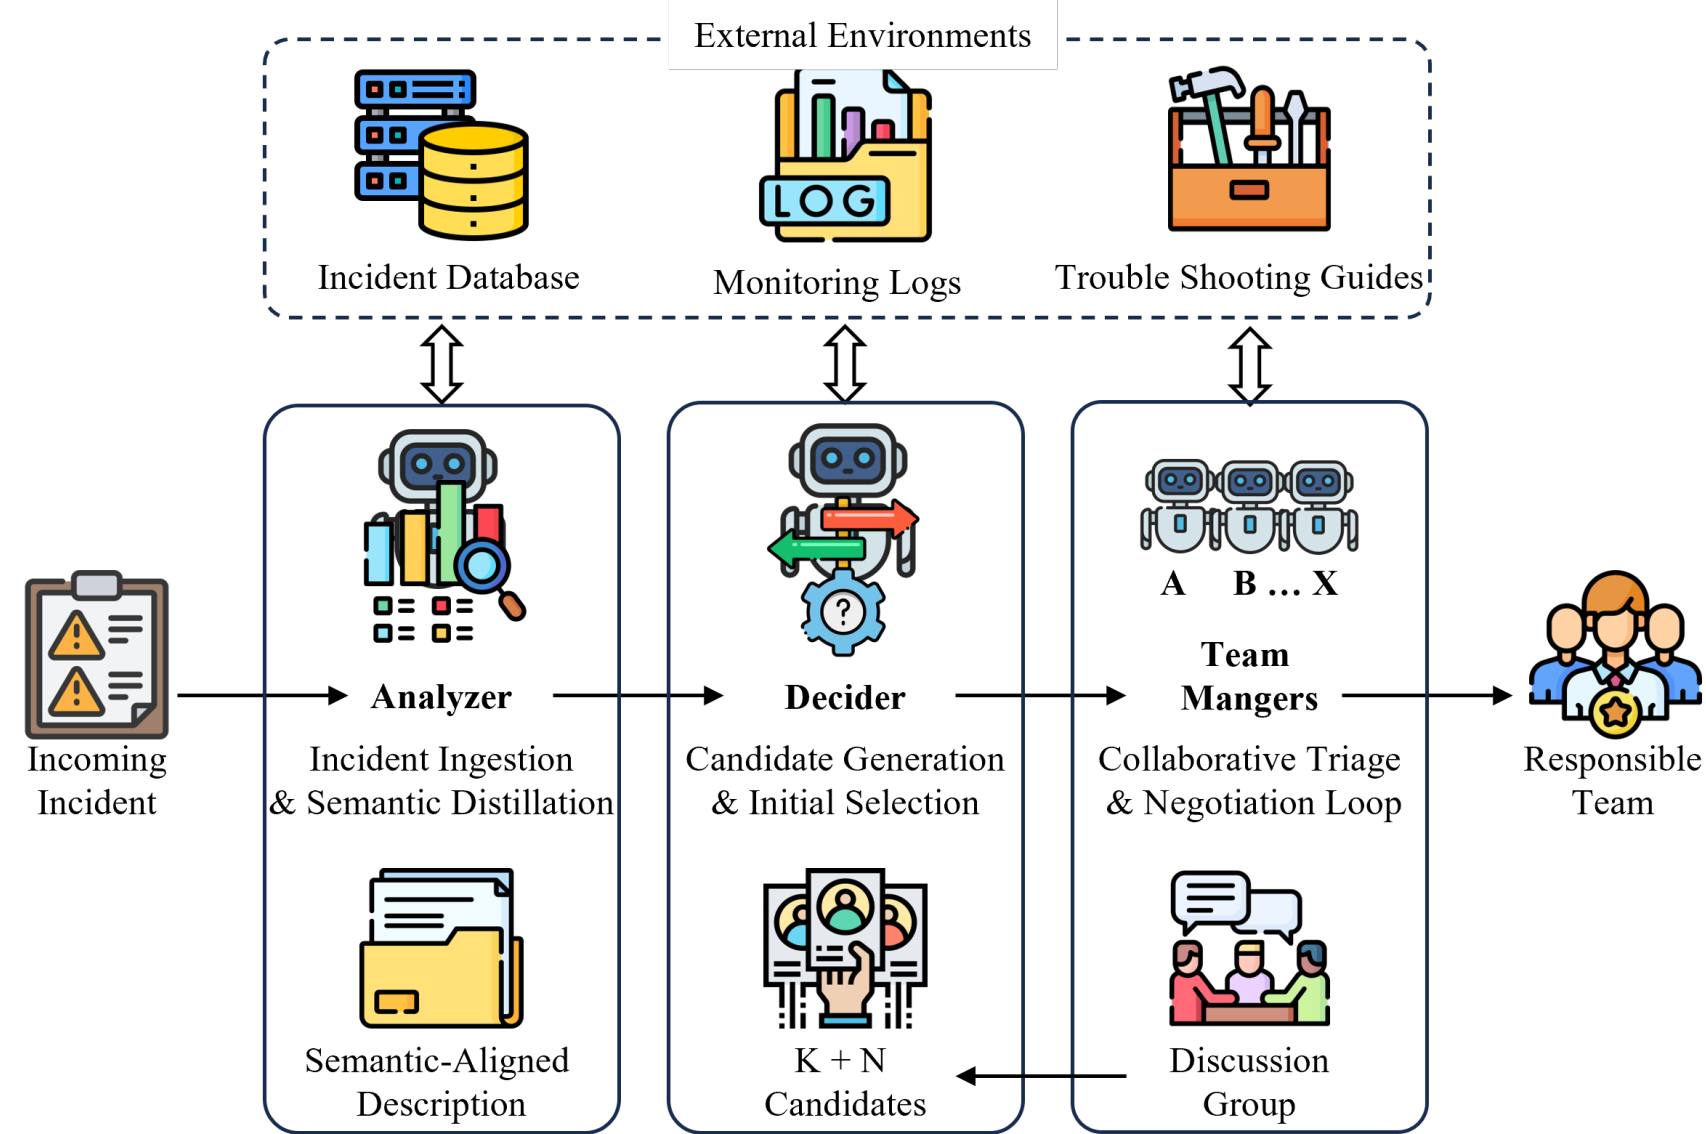 External Environments
LOG
Incident Database
Monitoring Logs
Trouble Shooting Guides
?
A B ... X
Incoming
Incident
Analyzer
Incident Ingestion
& Semantic Distillation
Decider
Candidate Generation
& Initial Selection
Team
Mangers
Collaborative Triage
& Negotiation Loop
Responsible
Team
Semantic-Aligned
Description
K + N
Candidates
Discussion
Group